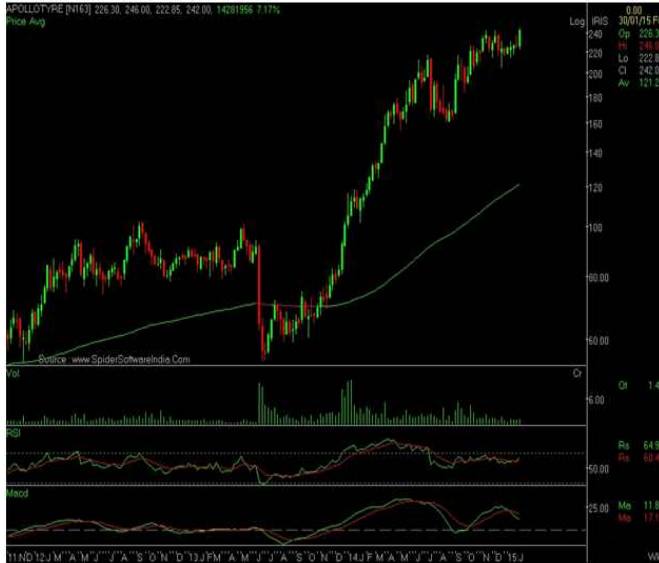 APOLLOTYRE [N163] 226.30, 246.00, 222.85, 242.00, 14281956 7.17%
Price Avg
Log
IRIS
0.00
30/01/15 Fr
Op 226.3
Hi 246.0
Lo 222.8
Cl 242.0
Av 121.2
240
220
200
180
160
140
120
100
80.00
60.00
Source : www.SpiderSoftwareIndia.Com
Vol
Cr
6.00
Qt 1.4
RSI
50.00
Rs 64.9
Rs 60.4
Macd
25.00
Ma 11.8
Ma 17.1
'11 N D '12 J M A M J J A S O N D '13 J F M A M J J A S O N D '14 J F M A M J J A S O N D '15 J
Wk